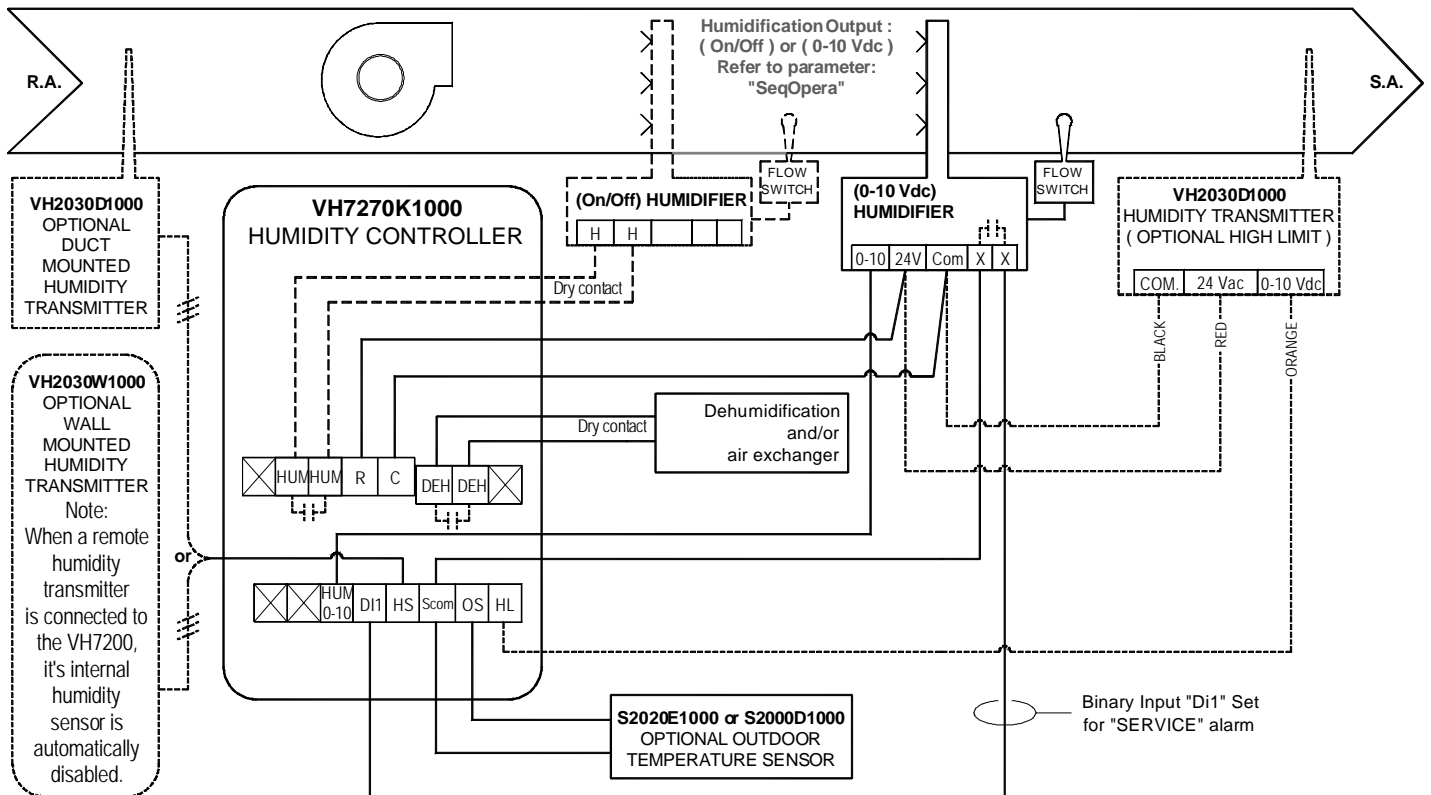 Humidification Output :
( On/Off ) or ( 0-10 Vdc )
Refer to parameter:
"SeqOpera"
R.A.
S.A.
FLOW
SWITCH
FLOW
SWITCH
VH2030D1000
OPTIONAL
DUCT
MOUNTED
HUMIDITY
TRANSMITTER
VH7270K1000
HUMIDITY CONTROLLER
(On/Off) HUMIDIFIER
H H
Dry contact
(0-10 Vdc)
HUMIDIFIER
0-10 24V Com X X
VH2030D1000
HUMIDITY TRANSMITTER
( OPTIONAL HIGH LIMIT )
COM. 24 Vac 0-10 Vdc
BLACK
RED
ORANGE
VH2030W1000
OPTIONAL
WALL
MOUNTED
HUMIDITY
TRANSMITTER
Note:
When a remote
humidity
transmitter
is connected to
the VH7200,
it's internal
humidity
sensor is
automatically
disabled.
or
Dry contact
Dehumidification
and/or
air exchanger
HUM HUM R C DEH DEH
HUM
0-10 DI1 HS Scom OS HL
S2020E1000 or S2000D1000
OPTIONAL OUTDOOR
TEMPERATURE SENSOR
Binary Input "Di1" Set
for "SERVICE" alarm